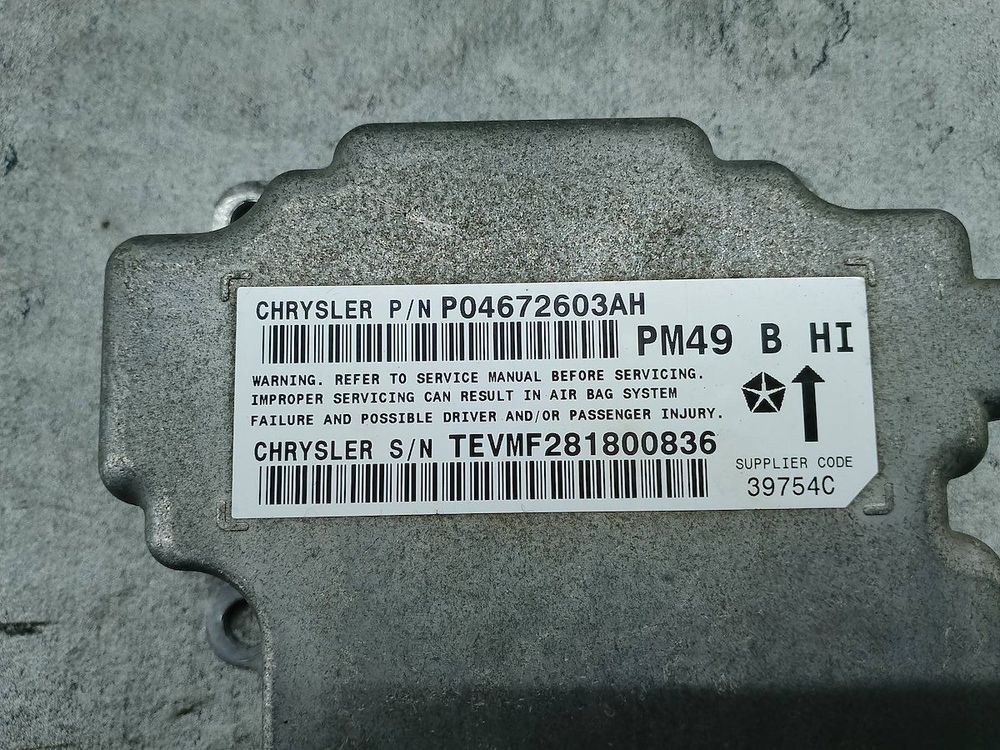 CHRYSLER P/N P04672603AH
PM49 B HI
WARNING. REFER TO SERVICE MANUAL BEFORE SERVICING.
IMPROPER SERVICING CAN RESULT IN AIR BAG SYSTEM
FAILURE AND POSSIBLE DRIVER AND/OR PASSENGER INJURY.
CHRYSLER S/N TEVMF281800836
SUPPLIER CODE
39754C